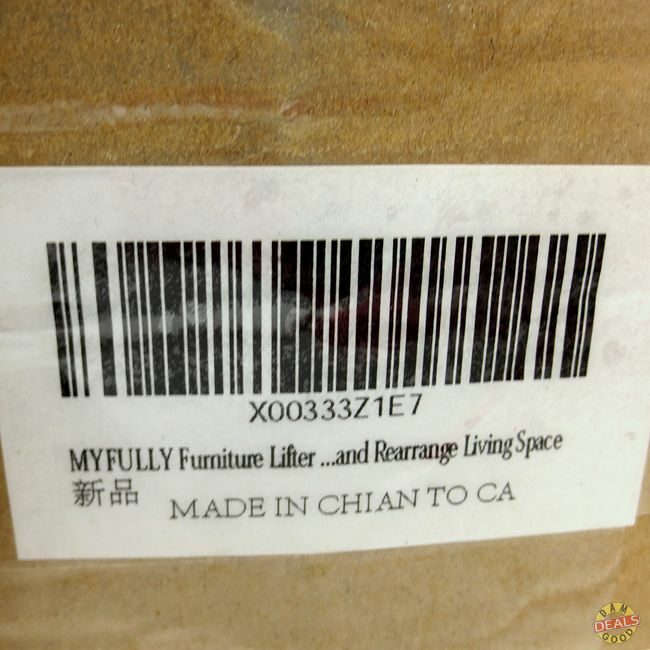 X00333Z1E7
MYFULLY Furniture Lifter ...and Rearrange Living Space
新品
MADE IN CHIAN TO CA
DAM
DEALS
GOOD